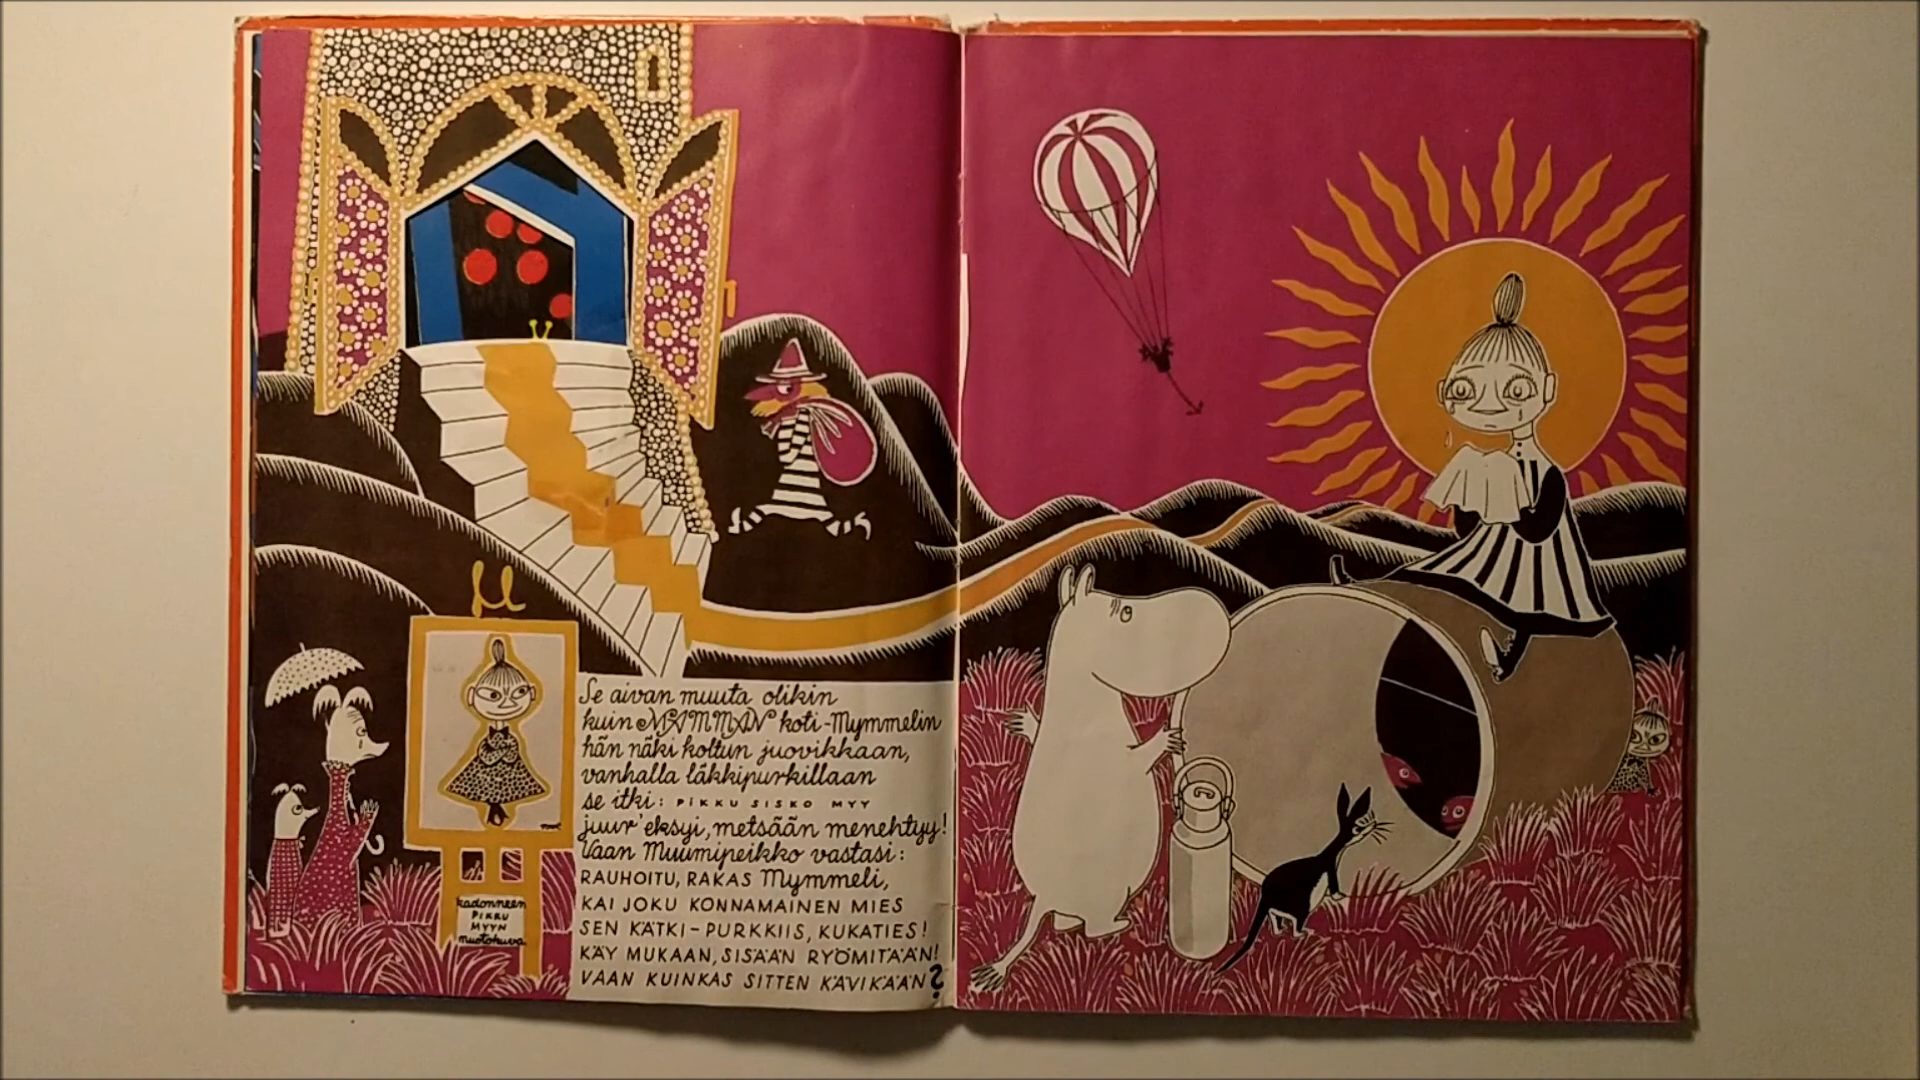 M
kadonneen
PIKKU
MYYN
muotokuva
Se aivan muuta olikin
kuin MAMMAN koti-Mymmelin
hän näki koltun juovikkaan,
vanhalla läkkipurkillaan
se itki: PIKKU SISKO MYY
juur'eksyi, metsään menehtyy!
Vaan Muumipeikko vastasi:
RAUHOITU, RAKAS Mymmeli,
KAI JOKU KONNAMAINEN MIES
SEN KÄTKI-PURKKIIS, KUKATIES!
KÄY MUKAAN, SISÄÄN RYÖMITÄÄN!
VAAN KUINKAS SITTEN KÄVIKÄÄN?